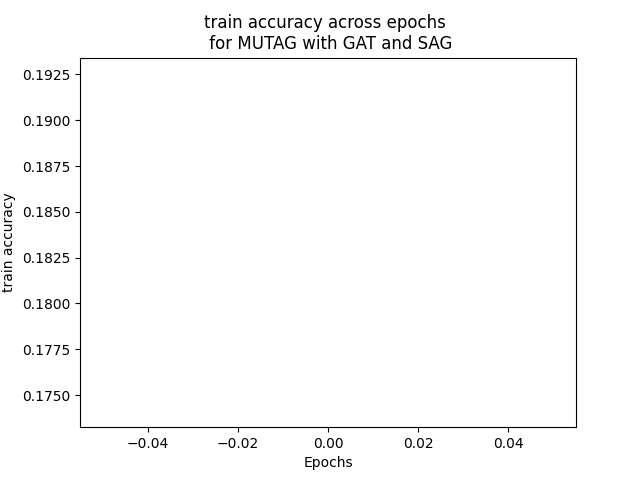 train accuracy across epochs
for MUTAG with GAT and SAG
0.1925
0.1900
0.1875
0.1850
0.1825
0.1800
0.1775
0.1750
train accuracy
−0.04 −0.02 0.00 0.02 0.04
Epochs